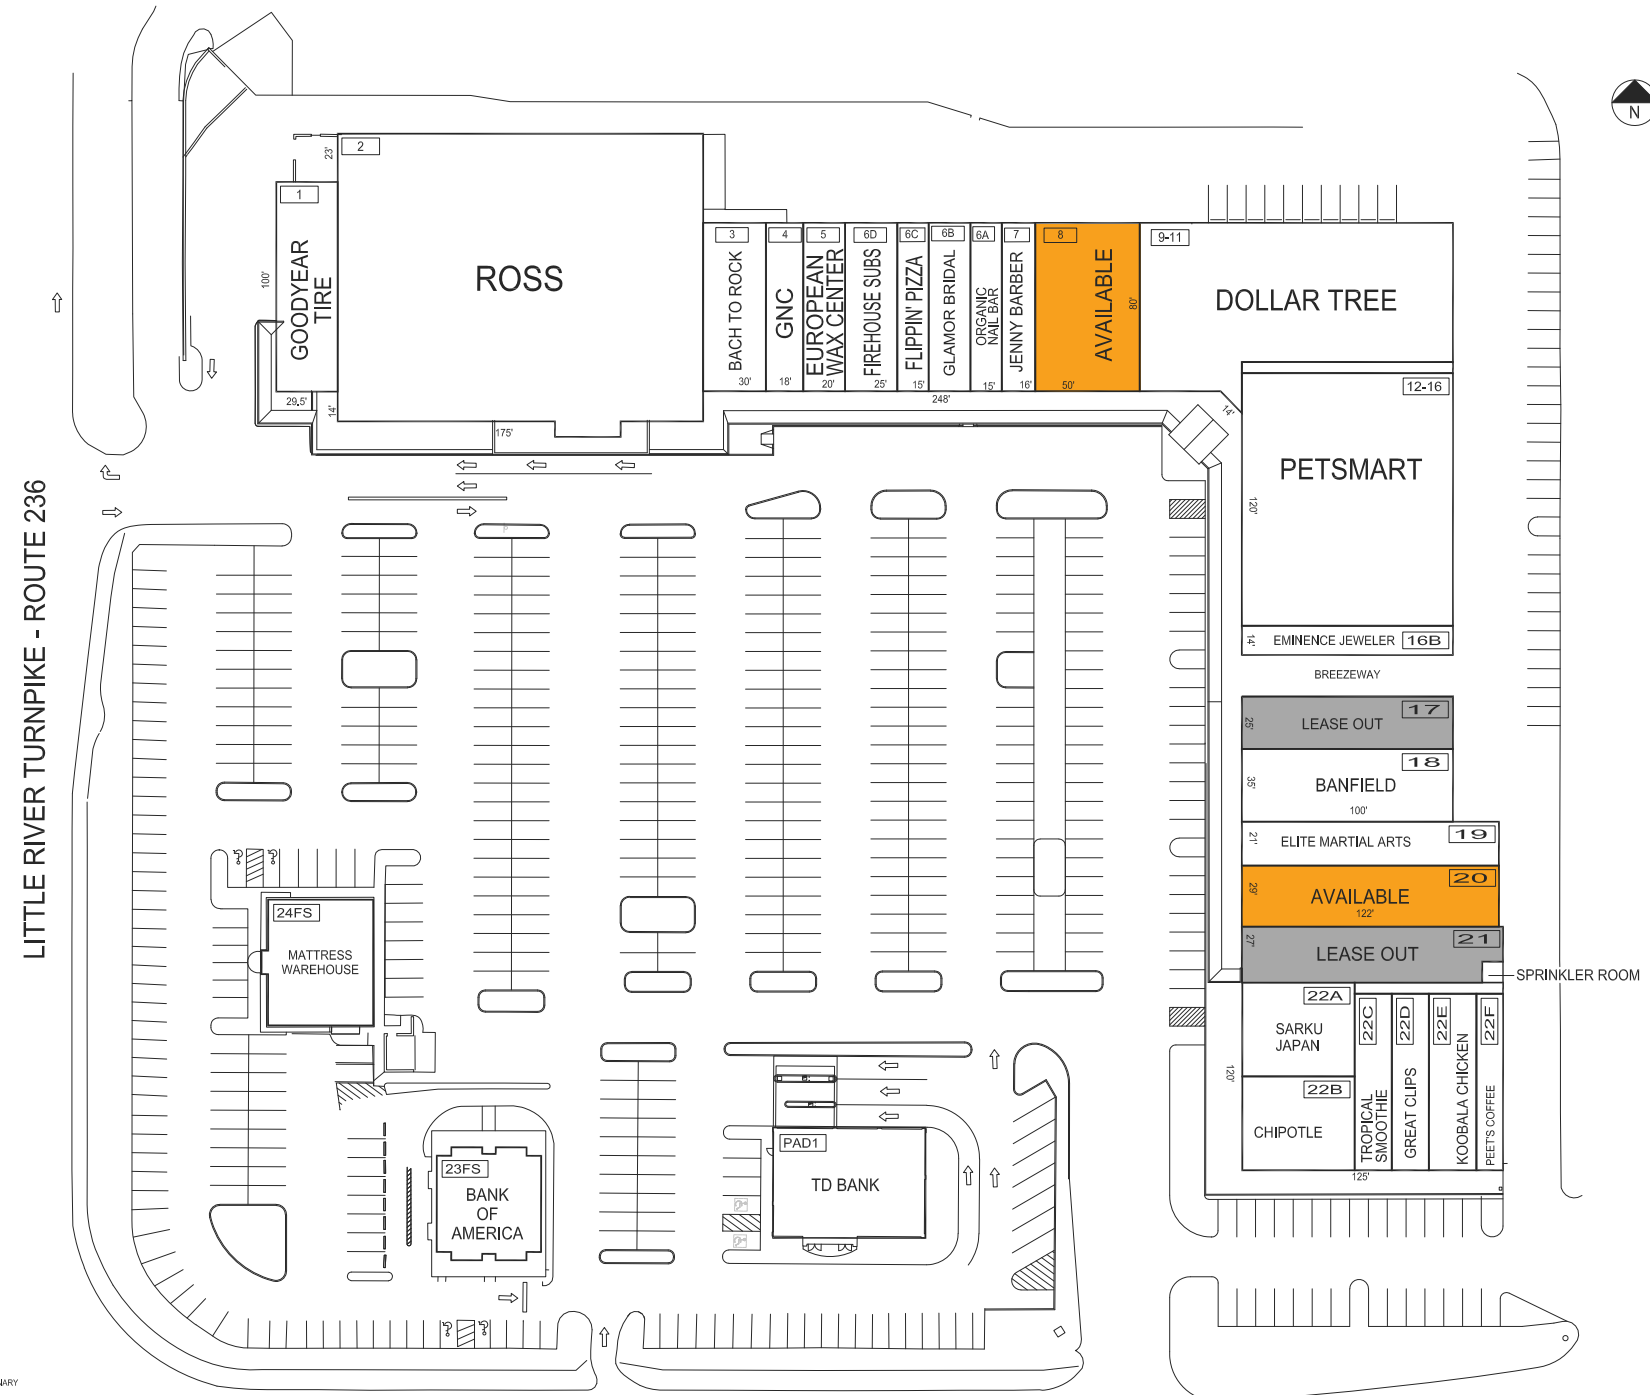 N
2
23'
1
GOODYEAR
TIRE
100'
29.5'
14'
ROSS
175'
3
BACH TO ROCK
30'
4
GNC
18'
5
EUROPEAN
WAX CENTER
20'
6D
FIREHOUSE SUBS
25'
6C
FLIPPIN' PIZZA
15'
6B
GLAMOR BRIDAL
6A
ORGANIC
NAIL BAR
15'
7
JENNY BARBER
16'
8
AVAILABLE
80'
50'
248'
9-11
DOLLAR TREE
14'
12-16
PETSMART
120'
14'
EMINENCE JEWELER
16B
BREEZEWAY
17
LEASE OUT
25'
18
BANFIELD
35'
100'
19
ELITE MARTIAL ARTS
21'
20
AVAILABLE
29'
122'
21
LEASE OUT
27'
SPRINKLER ROOM
22A
SARKU
JAPAN
22B
CHIPOTLE
120'
22C
TROPICAL
SMOOTHIE
22D
GREAT CLIPS
22E
KOOBALA CHICKEN
22F
PEET'S COFFEE
125'
LITTLE RIVER TURNPIKE - ROUTE 236
24FS
MATTRESS
WAREHOUSE
23FS
BANK
OF
AMERICA
PAD1
TD BANK